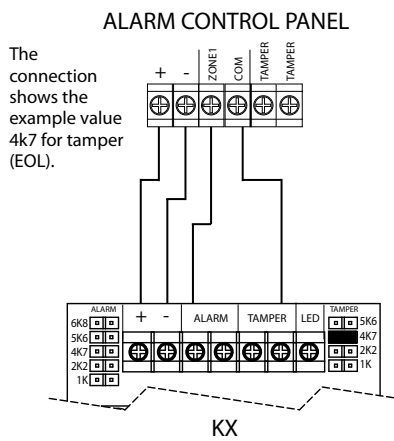 ALARM CONTROL PANEL
The
connection
shows the
example value
4k7 for tamper
(EOL).
+ - ZONE1 COM TAMPER TAMPER
ALARM
6K8
5K6
4K7
2K2
1K
+ - ALARM TAMPER LED
TAMPER
5K6
4K7
2K2
1K
KX